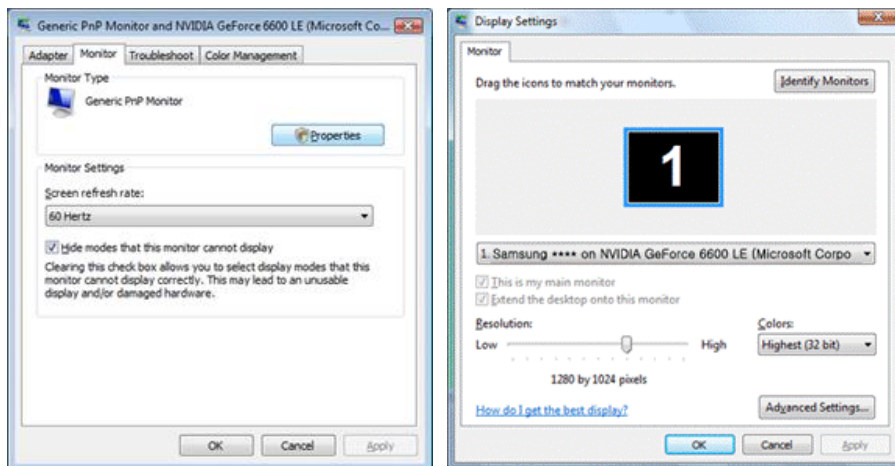 Generic PnP Monitor and NVIDIA GeForce 6600 LE (Microsoft Co...
Adapter Monitor Troubleshoot Color Management
Monitor Type
Generic PnP Monitor
Properties
Monitor Settings
Screen refresh rate:
60 Hertz
Hide modes that this monitor cannot display
Clearing this check box allows you to select display modes that this
monitor cannot display correctly. This may lead to an unusable
display and/or damaged hardware.
OK Cancel Apply
Display Settings
Monitor
Drag the icons to match your monitors.
Identify Monitors
1
1. Samsung **** on NVIDIA GeForce 6600 LE (Microsoft Corpo
This is my main monitor
Extend the desktop onto this monitor
Resolution:
Low High
1280 by 1024 pixels
Colors:
Highest (32 bit)
How do I get the best display?
Advanced Settings...
OK Cancel Apply